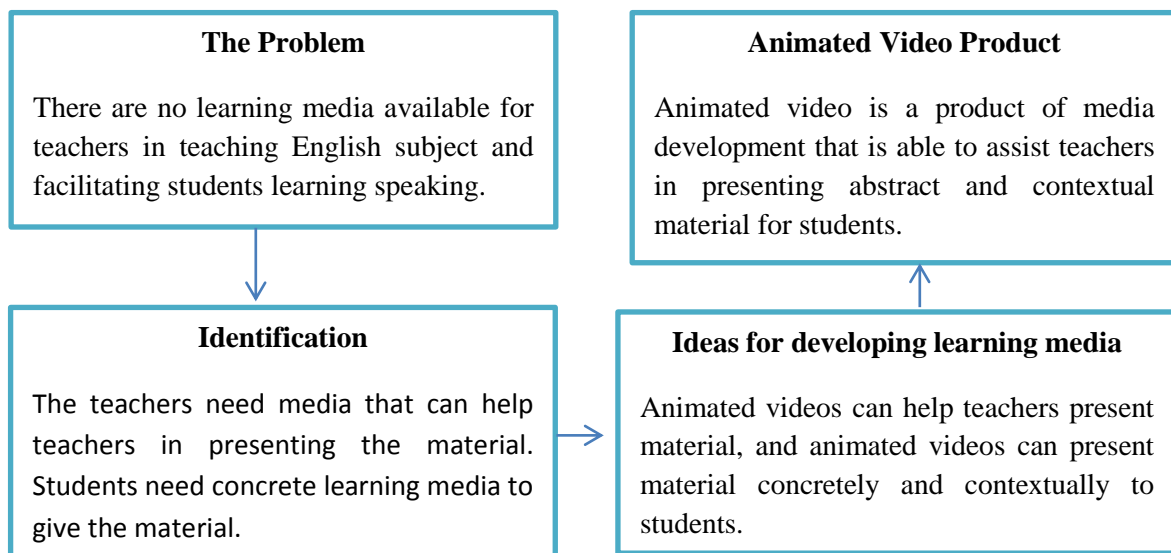 The Problem
There are no learning media available for
teachers in teaching English subject and
facilitating students learning speaking.
Identification
The teachers need media that can help
teachers in presenting the material.
Students need concrete learning media to
give the material.
Ideas for developing learning media
Animated videos can help teachers present
material, and animated videos can present
material concretely and contextually to
students.
Animated Video Product
Animated video is a product of media
development that is able to assist teachers
in presenting abstract and contextual
material for students.